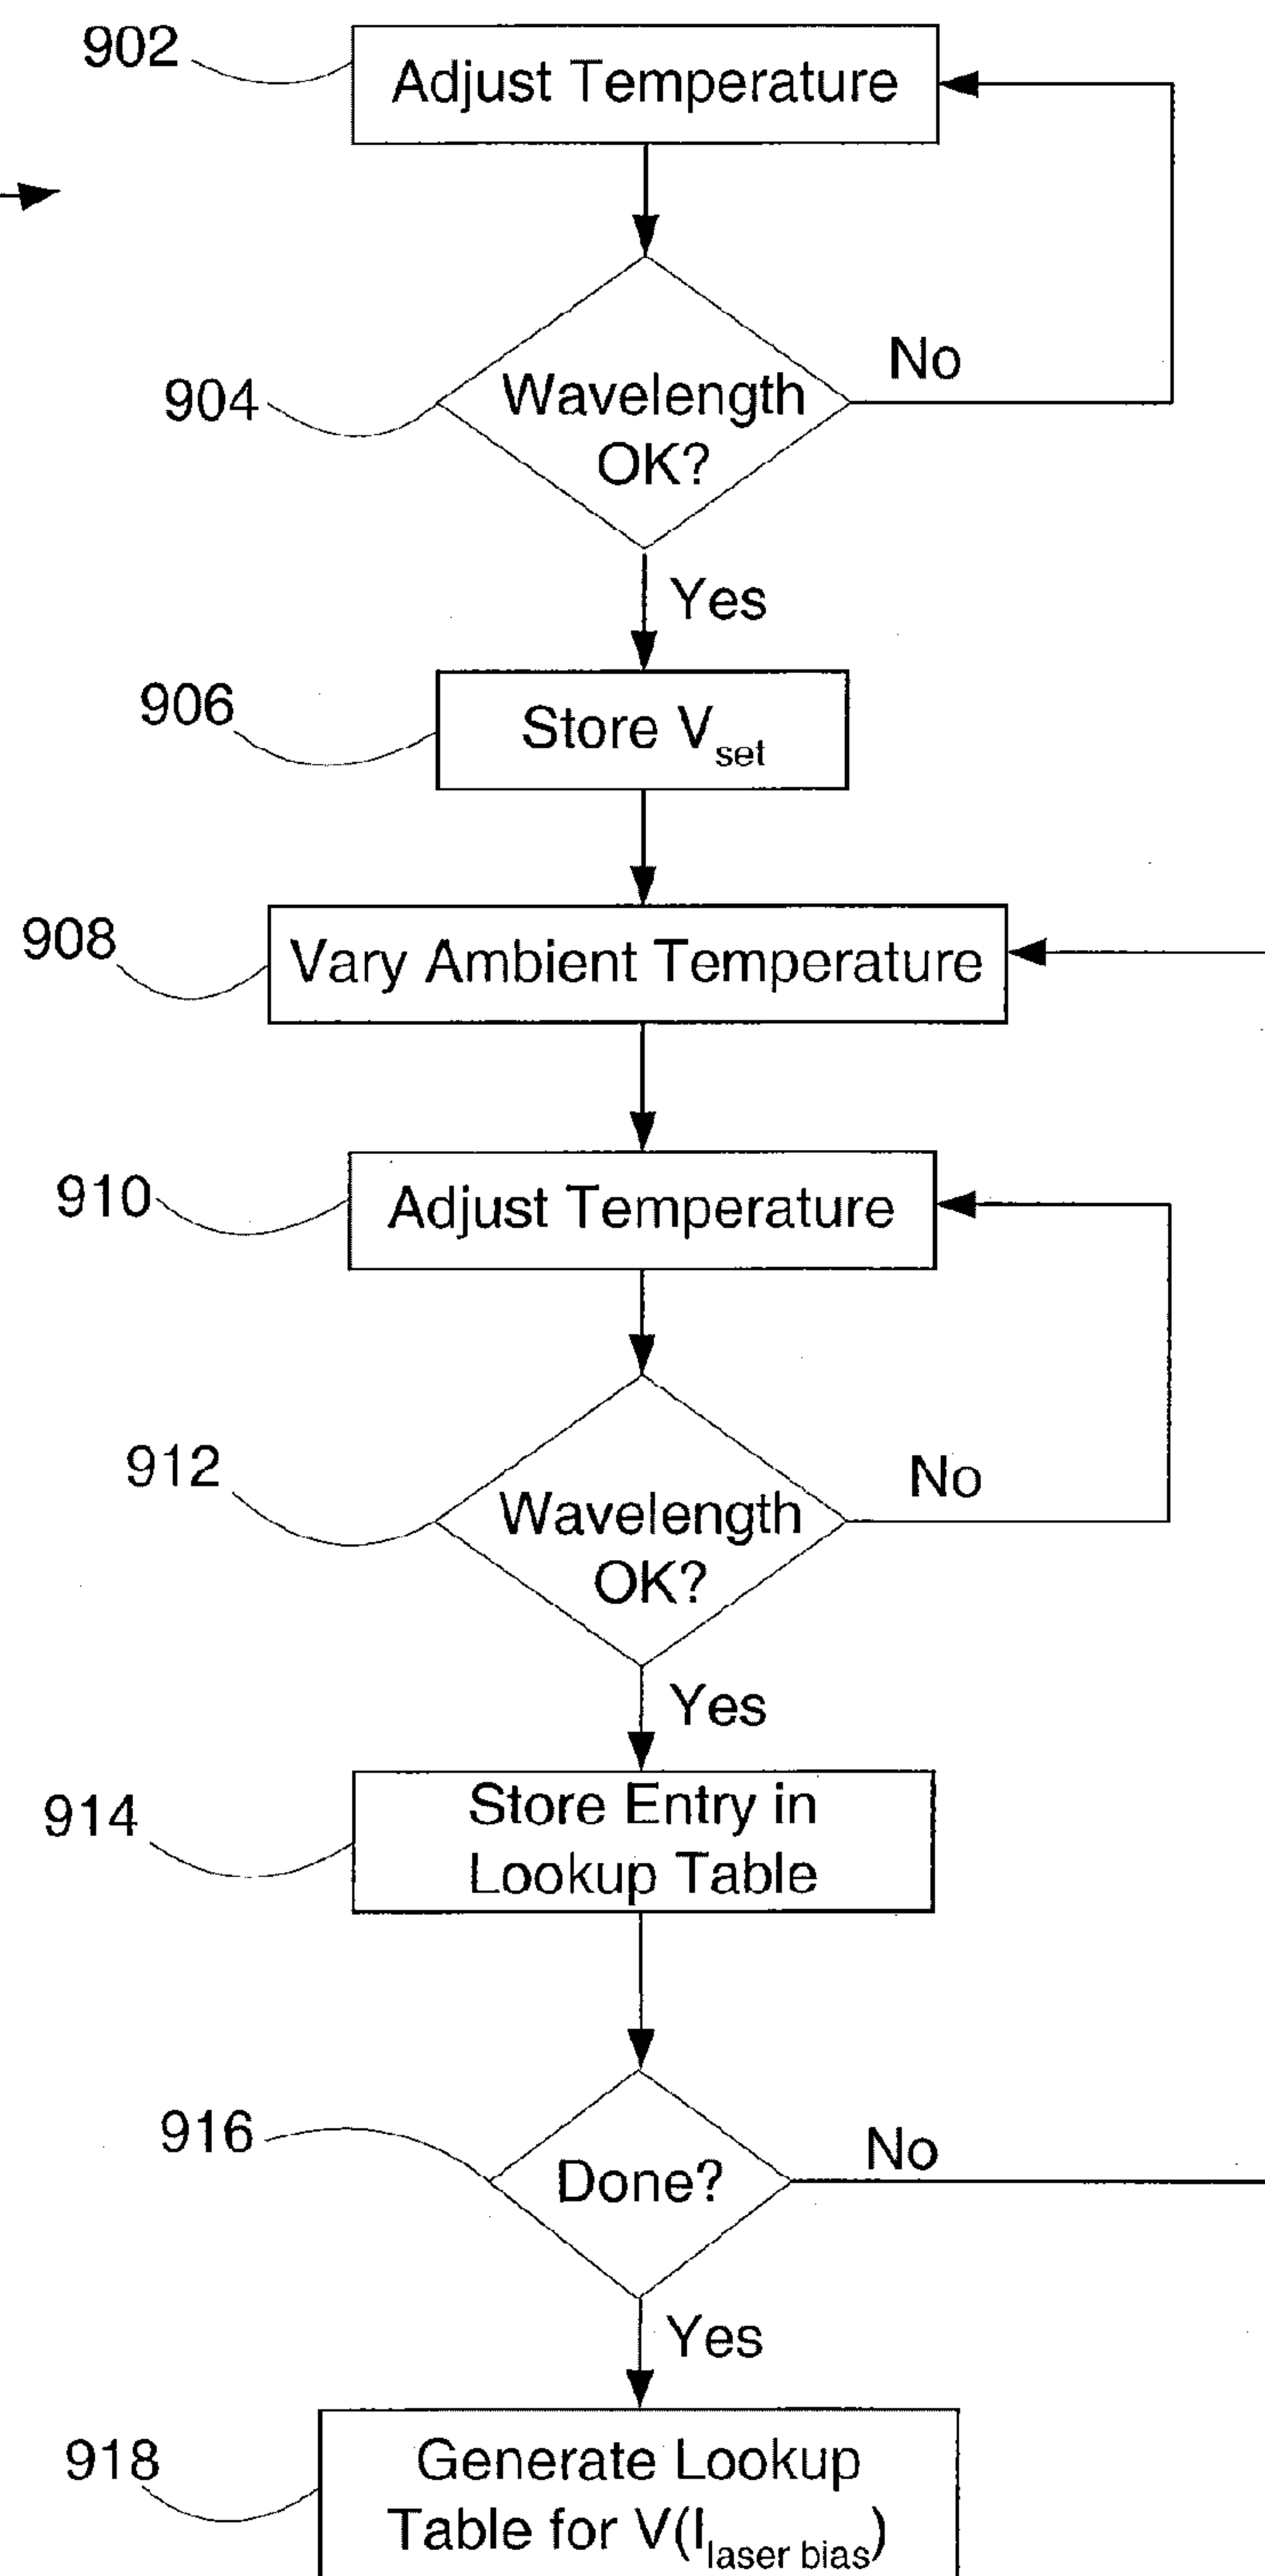 902
Adjust Temperature
904
Wavelength
OK?
No
Yes
906
Store Vset
908
Vary Ambient Temperature
910
Adjust Temperature
912
Wavelength
OK?
No
Yes
914
Store Entry in
Lookup Table
916
Done?
No
Yes
918
Generate Lookup
Table for V(Ilaser bias)